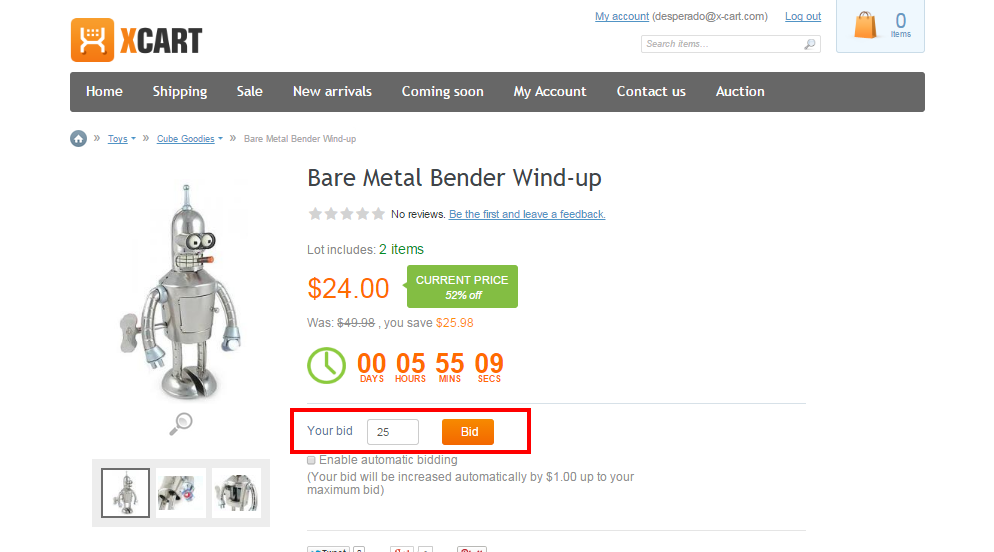 My account (desperado@x-cart.com) Log out
0
Items
XCART
Search items...
Home Shipping Sale New arrivals Coming soon My Account Contact us Auction
» Toys » Cube Goodies » Bare Metal Bender Wind-up
Bare Metal Bender Wind-up
No reviews. Be the first and leave a feedback.
Lot includes: 2 items
$24.00
CURRENT PRICE
52% off
Was: $49.98 , you save $25.98
00 05 55 09
DAYS HOURS MINS SECS
Your bid 25 Bid
Enable automatic bidding
(Your bid will be increased automatically by $1.00 up to your
maximum bid)